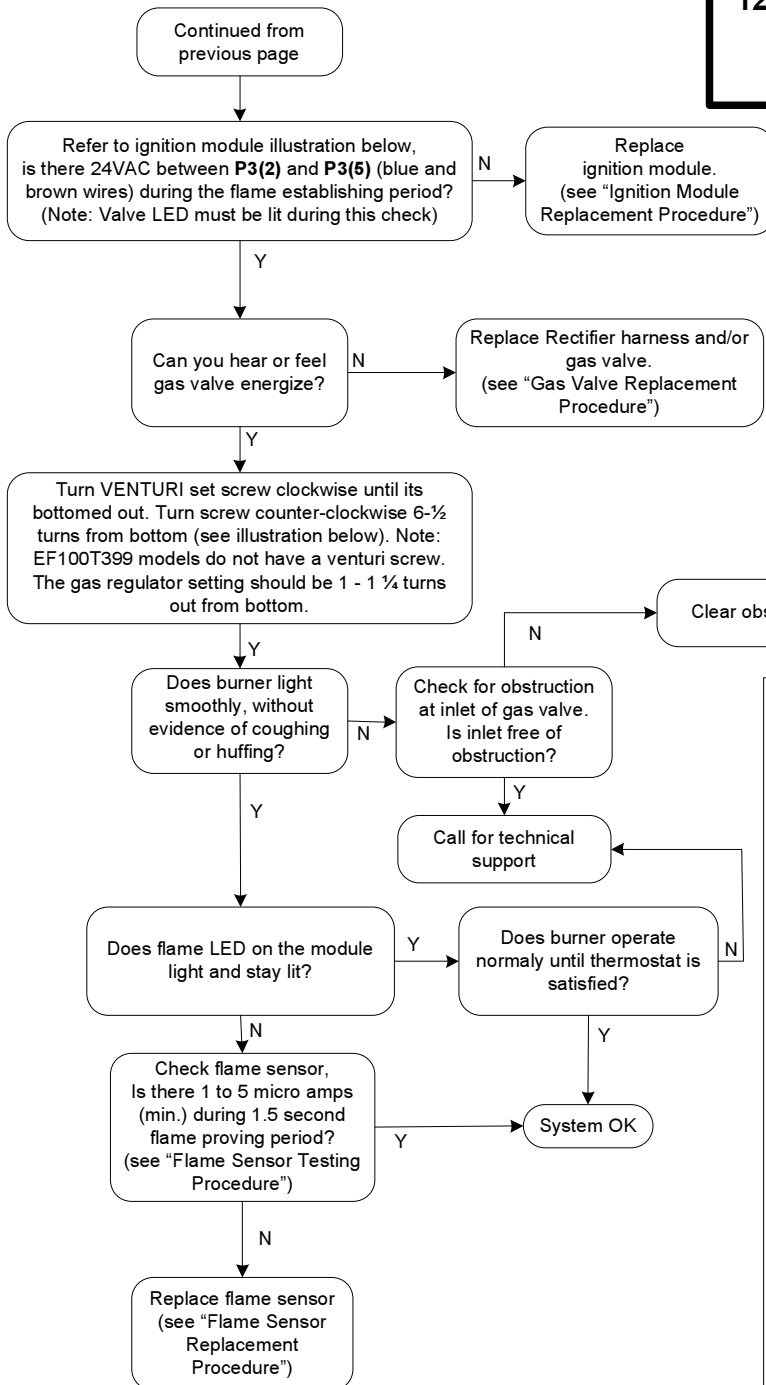 Continued from
previous page
12
Refer to ignition module illustration below,
is there 24VAC between P3(2) and P3(5) (blue and
brown wires) during the flame establishing period?
(Note: Valve LED must be lit during this check)
N
Replace
ignition module.
(see “Ignition Module
Replacement Procedure”)
Y
Can you hear or feel
gas valve energize?
N
Replace Rectifier harness and/or
gas valve.
(see “Gas Valve Replacement
Procedure”)
Y
Turn VENTURI set screw clockwise until its
bottomed out. Turn screw counter-clockwise 6-½
turns from bottom (see illustration below). Note:
EF100T399 models do not have a venturi screw.
The gas regulator setting should be 1 - 1 ¼ turns
out from bottom.
Y
Does burner light
smoothly, without
evidence of coughing
or huffing?
N
Check for obstruction
at inlet of gas valve.
Is inlet free of
obstruction?
N
Clear obs
Y
Call for technical
support
Y
Does flame LED on the module
light and stay lit?
Y
Does burner operate
normaly until thermostat is
satisfied?
N
Y
N
Check flame sensor,
Is there 1 to 5 micro amps
(min.) during 1.5 second
flame proving period?
(see “Flame Sensor Testing
Procedure”)
Y
System OK
N
Replace flame sensor
(see “Flame Sensor
Replacement
Procedure”)